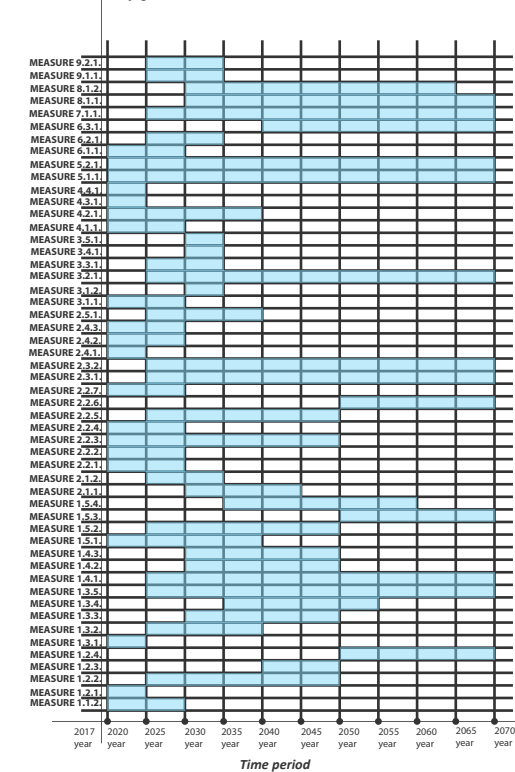 MEASURE 9.2.1.
MEASURE 9.1.1.
MEASURE 8.1.2.
MEASURE 8.1.1.
MEASURE 7.1.1.
MEASURE 6.3.1.
MEASURE 6.2.1.
MEASURE 6.1.1.
MEASURE 5.2.1.
MEASURE 5.1.1.
MEASURE 4.4.1.
MEASURE 4.3.1.
MEASURE 4.2.1.
MEASURE 4.1.1.
MEASURE 3.5.1.
MEASURE 3.4.1.
MEASURE 3.3.1.
MEASURE 3.2.1.
MEASURE 3.1.2.
MEASURE 3.1.1.
MEASURE 2.5.1.
MEASURE 2.4.3.
MEASURE 2.4.2.
MEASURE 2.4.1.
MEASURE 2.3.2.
MEASURE 2.3.1.
MEASURE 2.2.7.
MEASURE 2.2.6.
MEASURE 2.2.5.
MEASURE 2.2.4.
MEASURE 2.2.3.
MEASURE 2.2.2.
MEASURE 2.2.1.
MEASURE 2.1.2.
MEASURE 2.1.1.
MEASURE 1.5.4.
MEASURE 1.5.3.
MEASURE 1.5.2.
MEASURE 1.5.1.
MEASURE 1.4.3.
MEASURE 1.4.2.
MEASURE 1.4.1.
MEASURE 1.3.5.
MEASURE 1.3.4.
MEASURE 1.3.3.
MEASURE 1.3.2.
MEASURE 1.3.1.
MEASURE 1.2.4.
MEASURE 1.2.3.
MEASURE 1.2.2.
MEASURE 1.2.1.
MEASURE 1.1.2.
2017 2020 2025 2030 2035 2040 2045 2050 2055 2060 2065 2070
year year year year year year year year year year year year
Time period